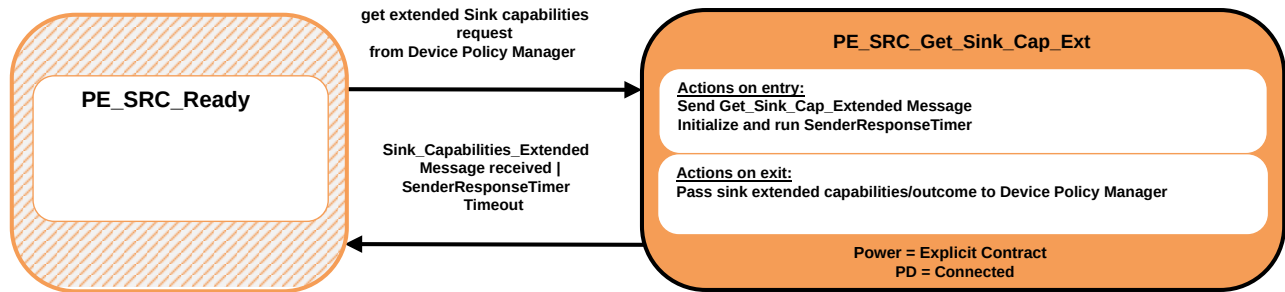 get extended Sink capabilities
request
from Device Policy Manager
PE_SRC_Ready
Sink_Capabilities_Extended
Message received |
SenderResponseTimer
Timeout
PE_SRC_Get_Sink_Cap_Ext
Actions on entry:
Send Get_Sink_Cap_Extended Message
Initialize and run SenderResponseTimer
Actions on exit:
Pass sink extended capabilities/outcome to Device Policy Manager
Power = Explicit Contract
PD = Connected